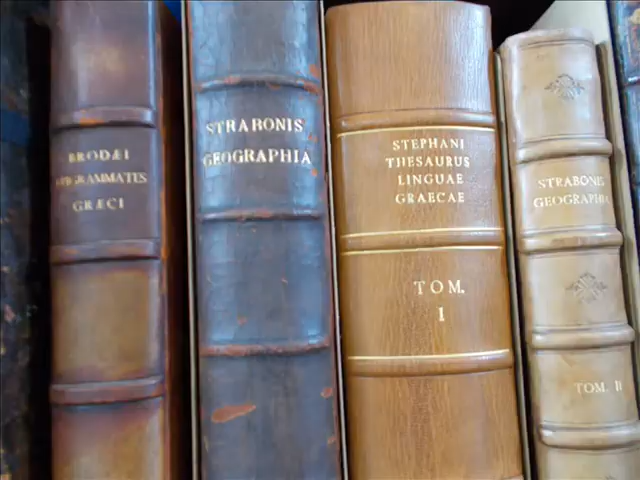 BRODÆI
EPIGRAMMATES
GRÆCI
STRABONIS
GEOGRAPHIA
STEPHANI
THESAURUS
LINGUAE
GRAECAE
TOM.
I
STRABONIS
GEOGRAPHIA
TOM. II